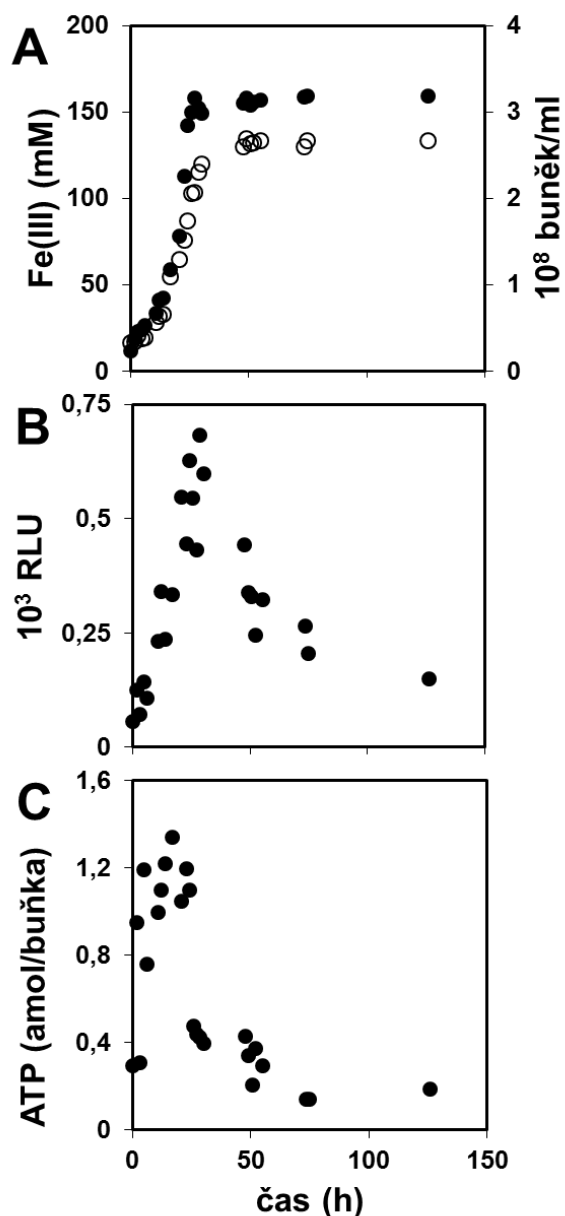 A
200
150
100
50
0
Fe(III) (mM)
4
3
2
1
0
10⁸ buněk/ml
B
0,75
0,5
0,25
0
10³ RLU
C
1,6
1,2
0,8
0,4
0
ATP (amol/buňka)
0 50 100 150
čas (h)